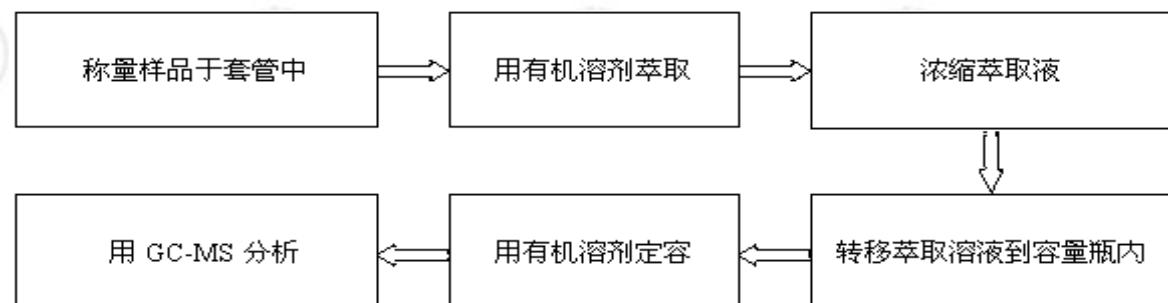 称量样品于套管中
用有机溶剂萃取
浓缩萃取液
转移萃取溶液到容量瓶内
用有机溶剂定容
用 GC-MS 分析